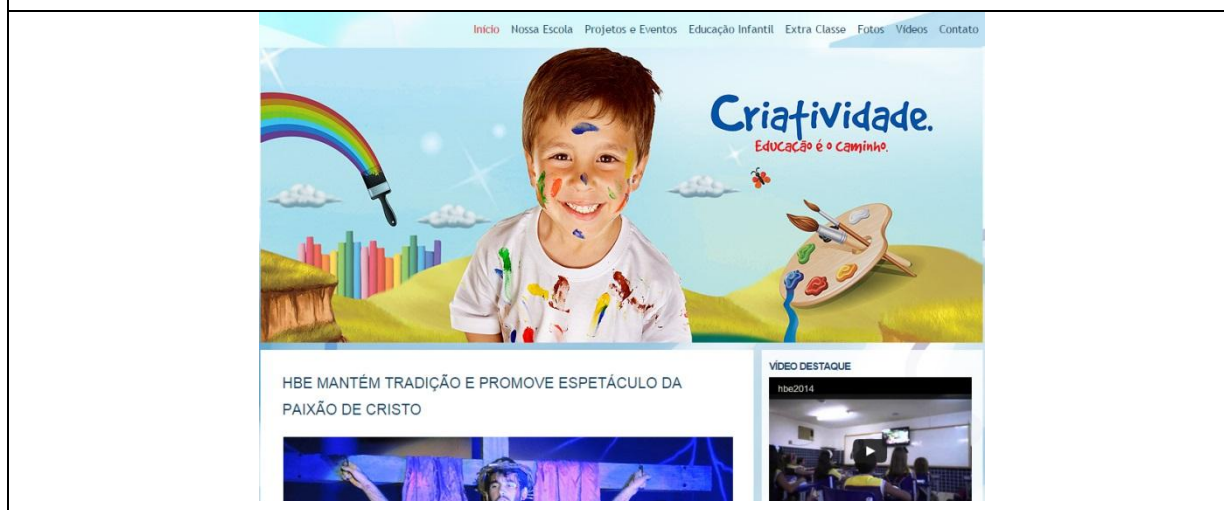 Início Nossa Escola Projetos e Eventos Educação Infantil Extra Classe Fotos Vídeos Contato
Criatividade.
Educação é o caminho.
HBE MANTÉM TRADIÇÃO E PROMOVE ESPETÁCULO DA
PAIXÃO DE CRISTO
VÍDEO DESTAQUE
hbe2014